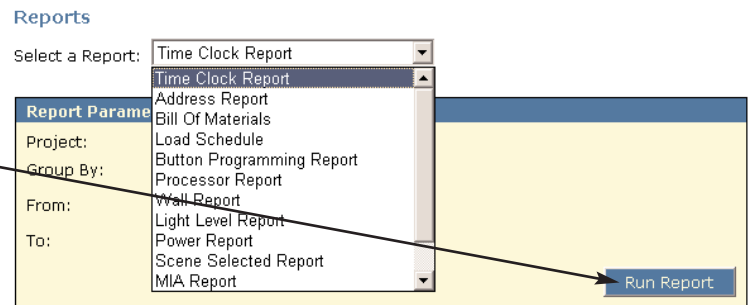 Reports
Select a Report: Time Clock Report
Time Clock Report
Address Report
Bill Of Materials
Load Schedule
Button Programming Report
Processor Report
Wall Report
Light Level Report
Power Report
Scene Selected Report
MIA Report
Report Parame
Project:
Group By:
From:
To:
Run Report